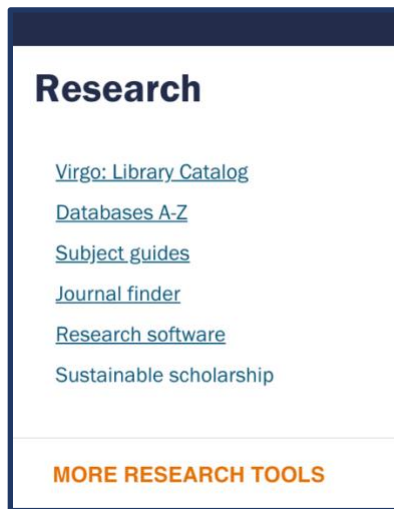 Research
Virgo: Library Catalog
Databases A-Z
Subject guides
Journal finder
Research software
Sustainable scholarship
MORE RESEARCH TOOLS